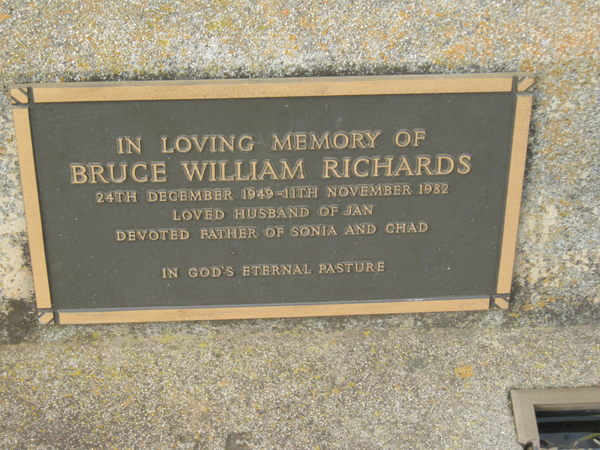 IN LOVING MEMORY OF
BRUCE WILLIAM RICHARDS
24TH DECEMBER 1949-11TH NOVEMBER 1982
LOVED HUSBAND OF JAN
DEVOTED FATHER OF SONIA AND CHAD
IN GOD'S ETERNAL PASTURE